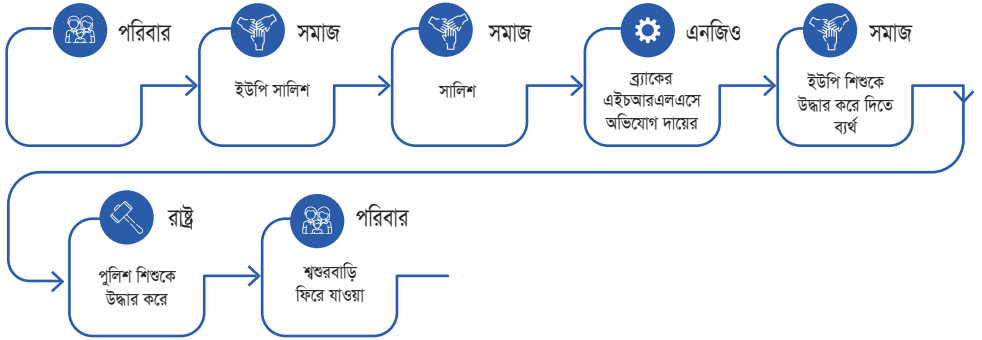 পরিবার
সমাজ
ইউপি সালিশ
সমাজ
সালিশ
এনজিও
ব্র্যাকের
এইচআরএলএসে
অভিযোগ দায়ের
সমাজ
ইউপি শিশুকে
উদ্ধার করে দিতে
ব্যর্থ
রাষ্ট্র
পুলিশ শিশুকে
উদ্ধার করে
পরিবার
শ্বশুরবাড়ি
ফিরে যাওয়া